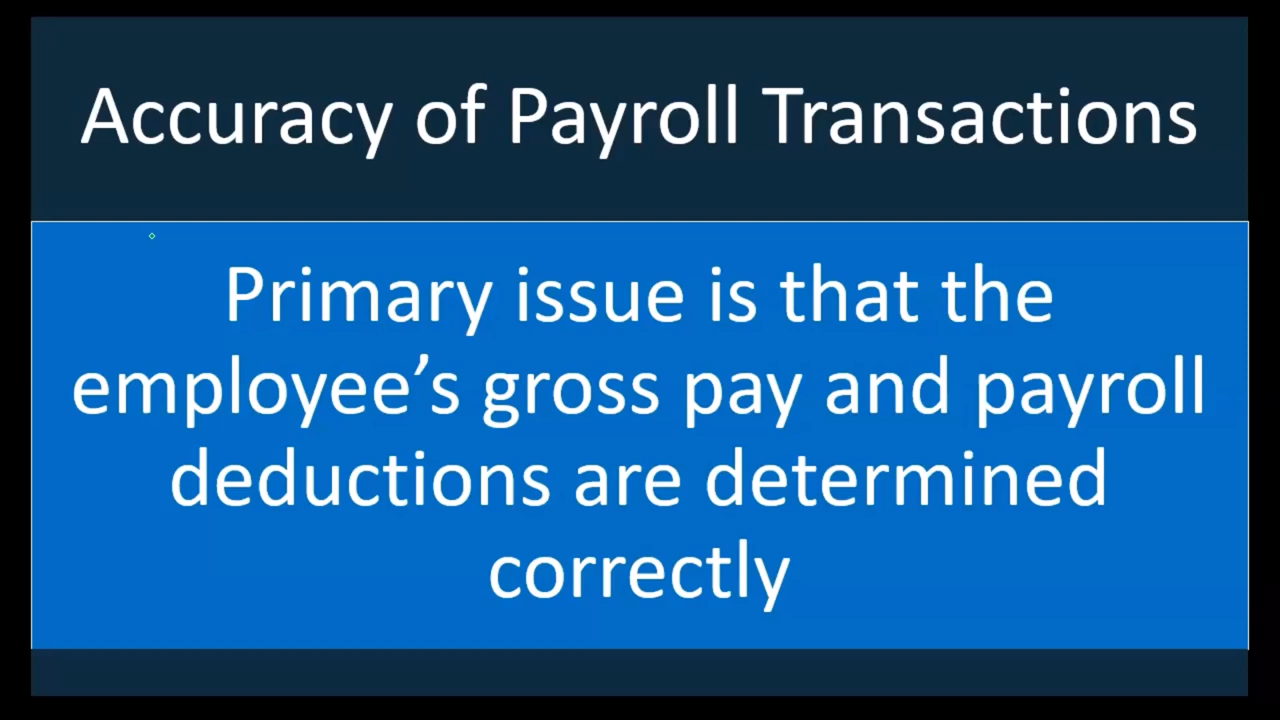 Accuracy of Payroll Transactions
Primary issue is that the
employee’s gross pay and payroll
deductions are determined
correctly